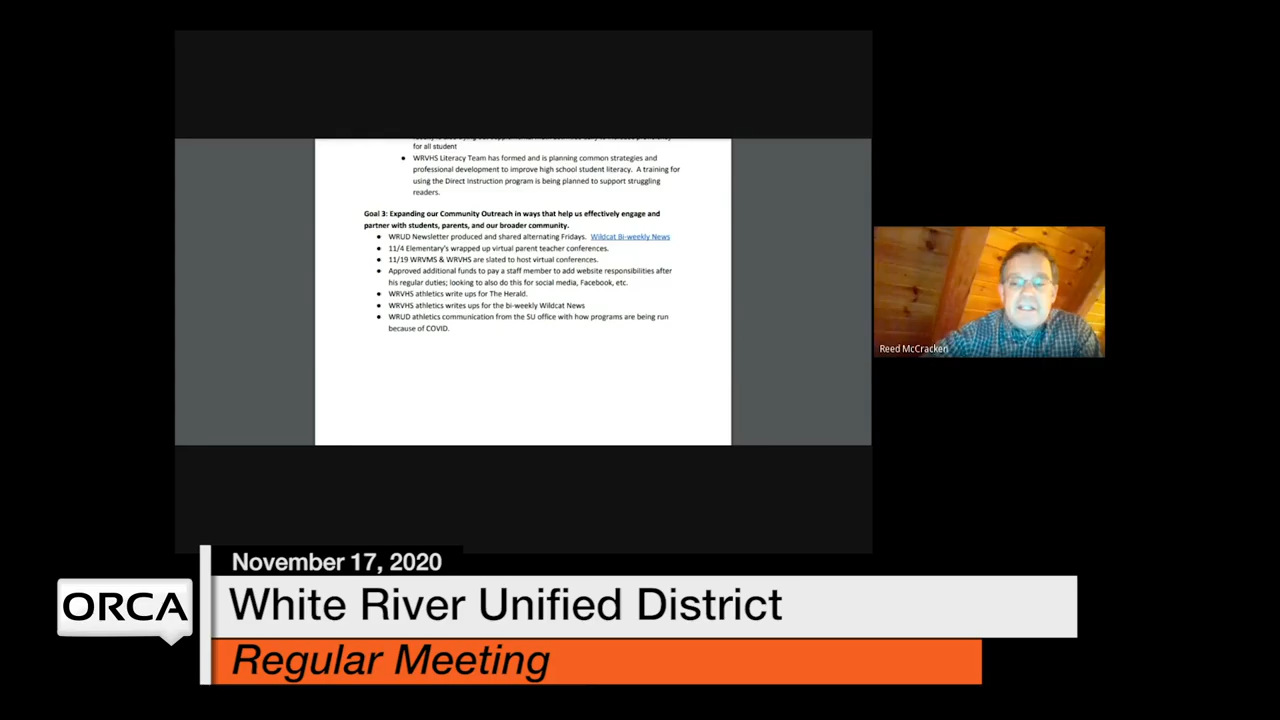 for all student
● WRVHS Literacy Team has formed and is planning common strategies and
professional development to improve high school student literacy. A training for
using the Direct Instruction program is being planned to support struggling
readers.
Goal 3: Expanding our Community Outreach in ways that help us effectively engage and
partner with students, parents, and our broader community.
● WRUD Newsletter produced and shared alternating Fridays. Wildcat Bi-weekly News
● 11/4 Elementary's wrapped up virtual parent teacher conferences.
● 11/19 WRVMS & WRVHS are slated to host virtual conferences.
● Approved additional funds to pay a staff member to add website responsibilities after
his regular duties; looking to also do this for social media, Facebook, etc.
● WRVHS athletics write ups for The Herald.
● WRVHS athletics writes ups for the bi-weekly Wildcat News
● WRUD athletics communication from the SU office with how programs are being run
because of COVID.
Reed McCracken
November 17, 2020
ORCA
White River Unified District
Regular Meeting